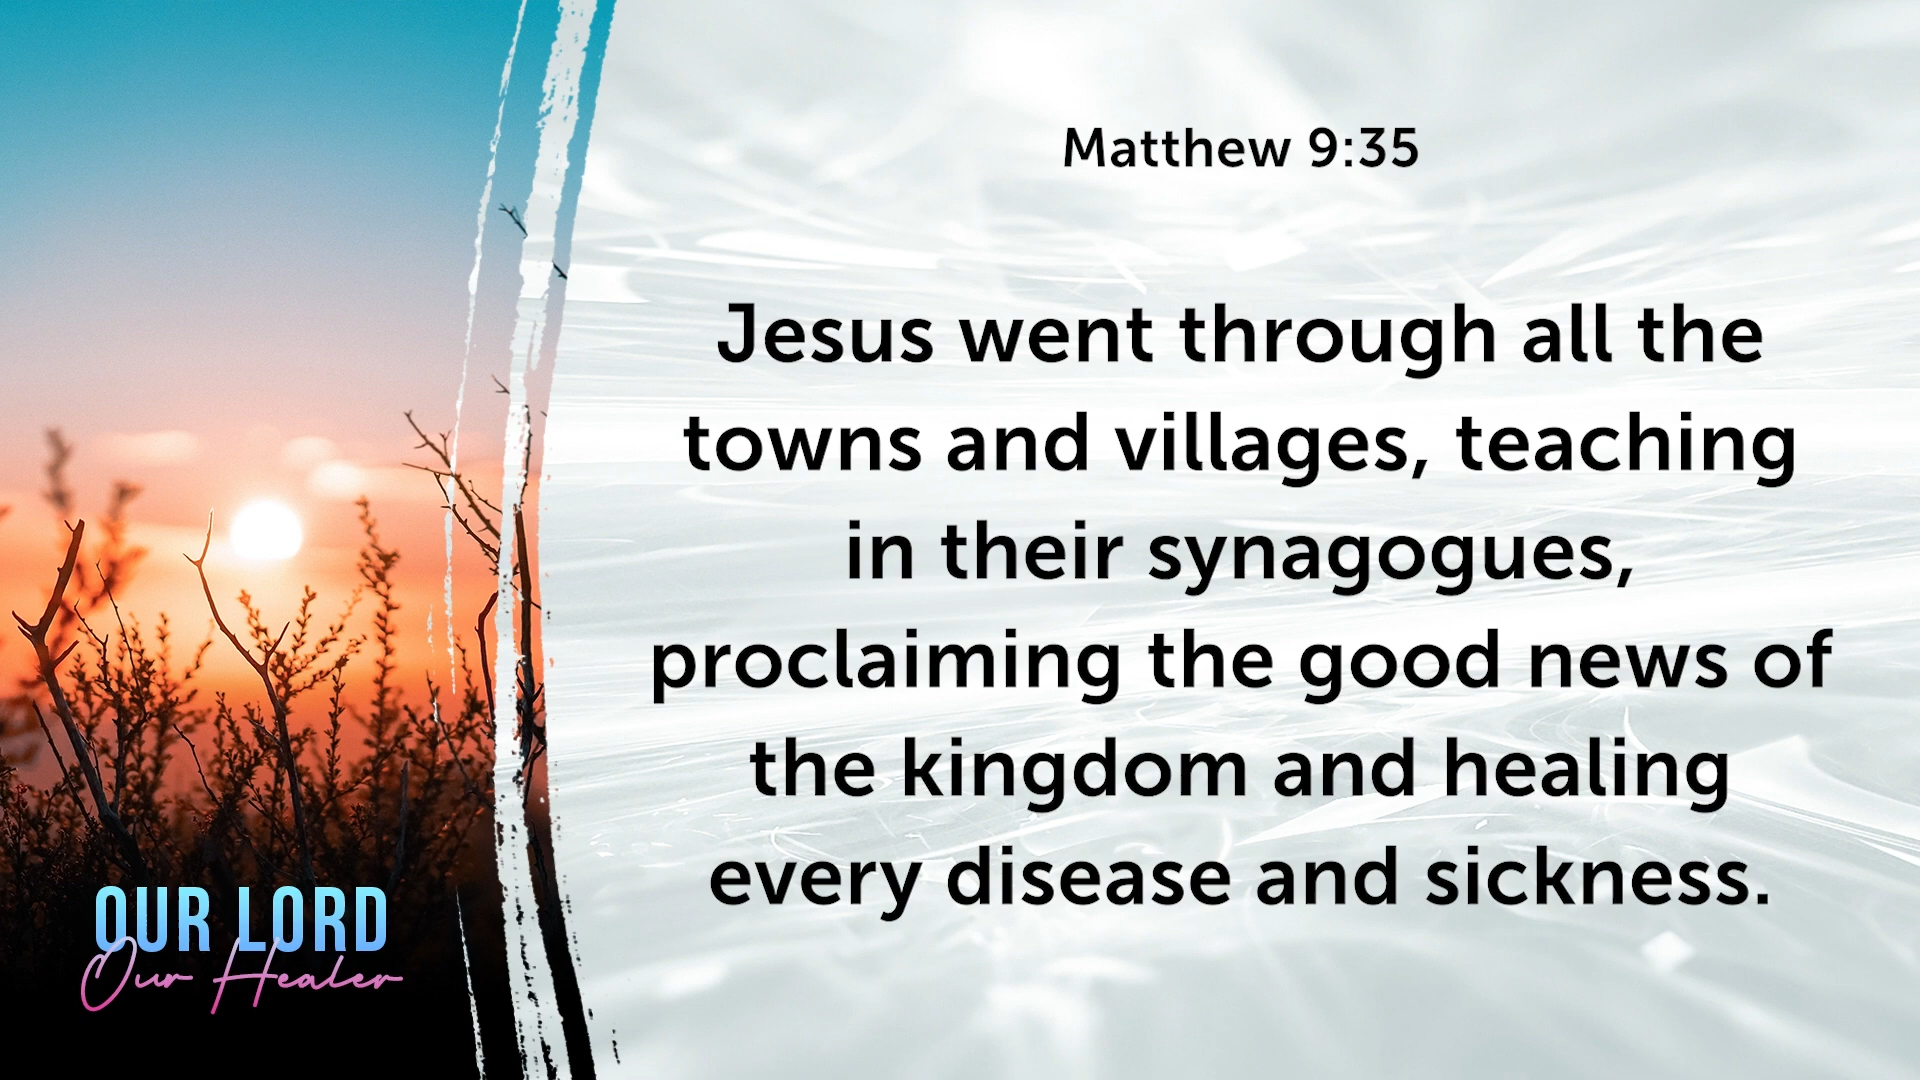 Matthew 9:35
Jesus went through all the
towns and villages, teaching
in their synagogues,
proclaiming the good news of
the kingdom and healing
every disease and sickness.
OUR LORD
Our Healer